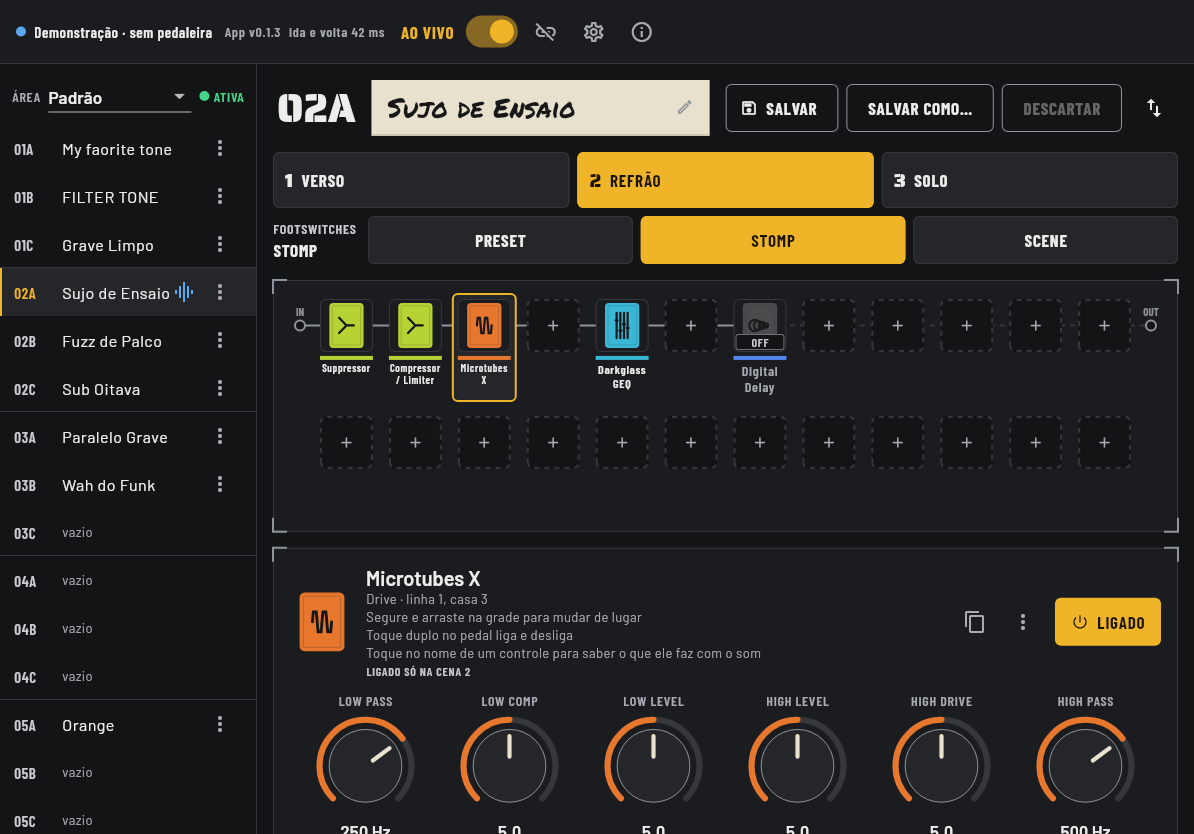 Demonstração · sem pedaleira App v0.1.3 Ida e volta 42 ms AO VIVO
ÁREA Padrão ATIVA
01A My faorite tone
01B FILTER TONE
01C Grave Limpo
02A Sujo de Ensaio
02B Fuzz de Palco
02C Sub Oitava
03A Paralelo Grave
03B Wah do Funk
03C vazio
04A vazio
04B vazio
04C vazio
05A Orange
05B vazio
05C vazio
02A Sujo de Ensaio SALVAR SALVAR COMO... DESCARTAR
1 VERSO 2 REFRÃO 3 SOLO
FOOTSWITCHES
STOMP
PRESET STOMP SCENE
IN OUT
OFF
Suppressor
Compressor
/ Limiter
Microtubes
X
Darkglass
GEQ
Digital
Delay
Microtubes X
Drive · linha 1, casa 3
Segure e arraste na grade para mudar de lugar
Toque duplo no pedal liga e desliga
Toque no nome de um controle para saber o que ele faz com o som
LIGADO SÓ NA CENA 2
LIGADO
LOW PASS LOW COMP LOW LEVEL HIGH LEVEL HIGH DRIVE HIGH PASS
250 Hz 5.0 5.0 5.0 5.0 500 Hz